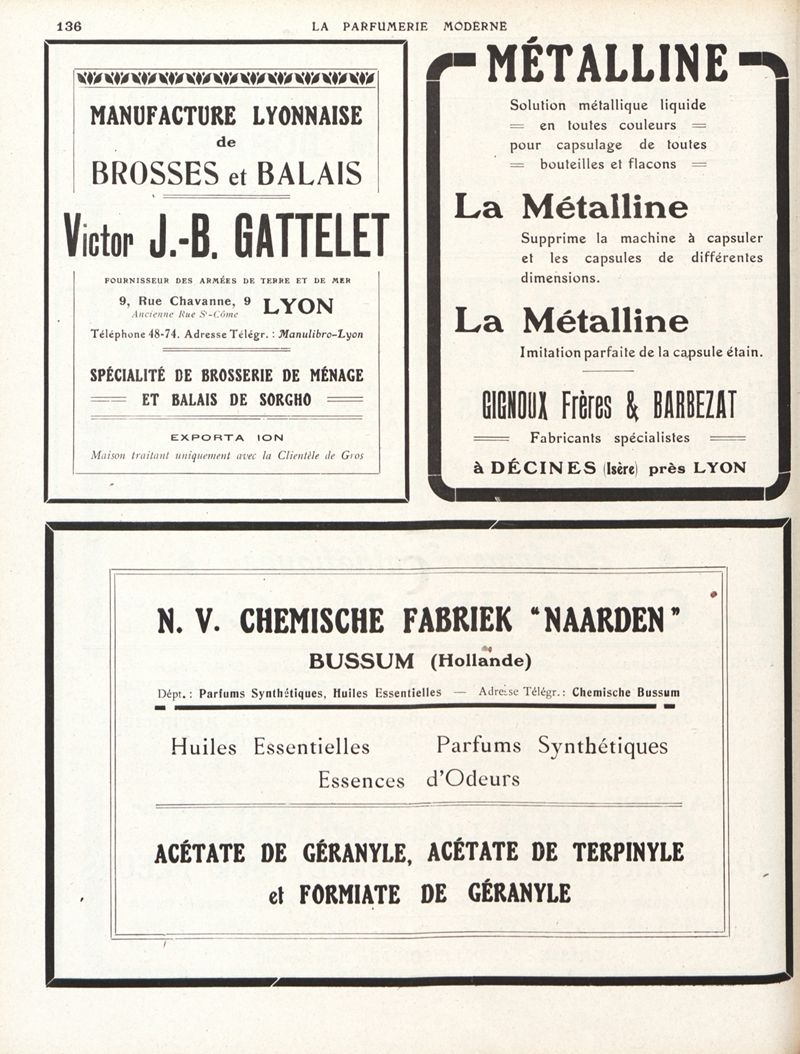 136
LA PARFUMERIE MODERNE
MANUFACTURE LYONNAISE
de
BROSSES et BALAIS
Victor J.-B. GATTELET
FOURNISSEUR DES ARMÉES DE TERRE ET DE MER
9, Rue Chavanne, 9 LYON
Ancienne Rue St-Côme
Téléphone 48-74. Adresse Télégr. : Manulibro-Lyon
SPÉCIALITÉ DE BROSSERIE DE MÉNAGE
ET BALAIS DE SORGHO
EXPORTA ION
Maison traitant uniquement avec la Clientèle de Gros
MÉTALLINE
Solution métallique liquide
en toutes couleurs
pour capsulage de toutes
bouteilles et flacons
La Métalline
Supprime la machine à capsuler
et les capsules de différentes
dimensions.
La Métalline
Imitation parfaite de la capsule étain.
GIGNOUX Frères & BARBEZAT
Fabricants spécialistes
à DÉCINES (Isère) près LYON
N. V. CHEMISCHE FABRIEK "NAARDEN"
BUSSUM (Hollande)
Dépt. : Parfums Synthétiques, Huiles Essentielles — Adresse Télégr. : Chemische Bussum
Huiles Essentielles Parfums Synthétiques
Essences d'Odeurs
ACÉTATE DE GÉRANYLE, ACÉTATE DE TERPINYLE
et FORMIATE DE GÉRANYLE